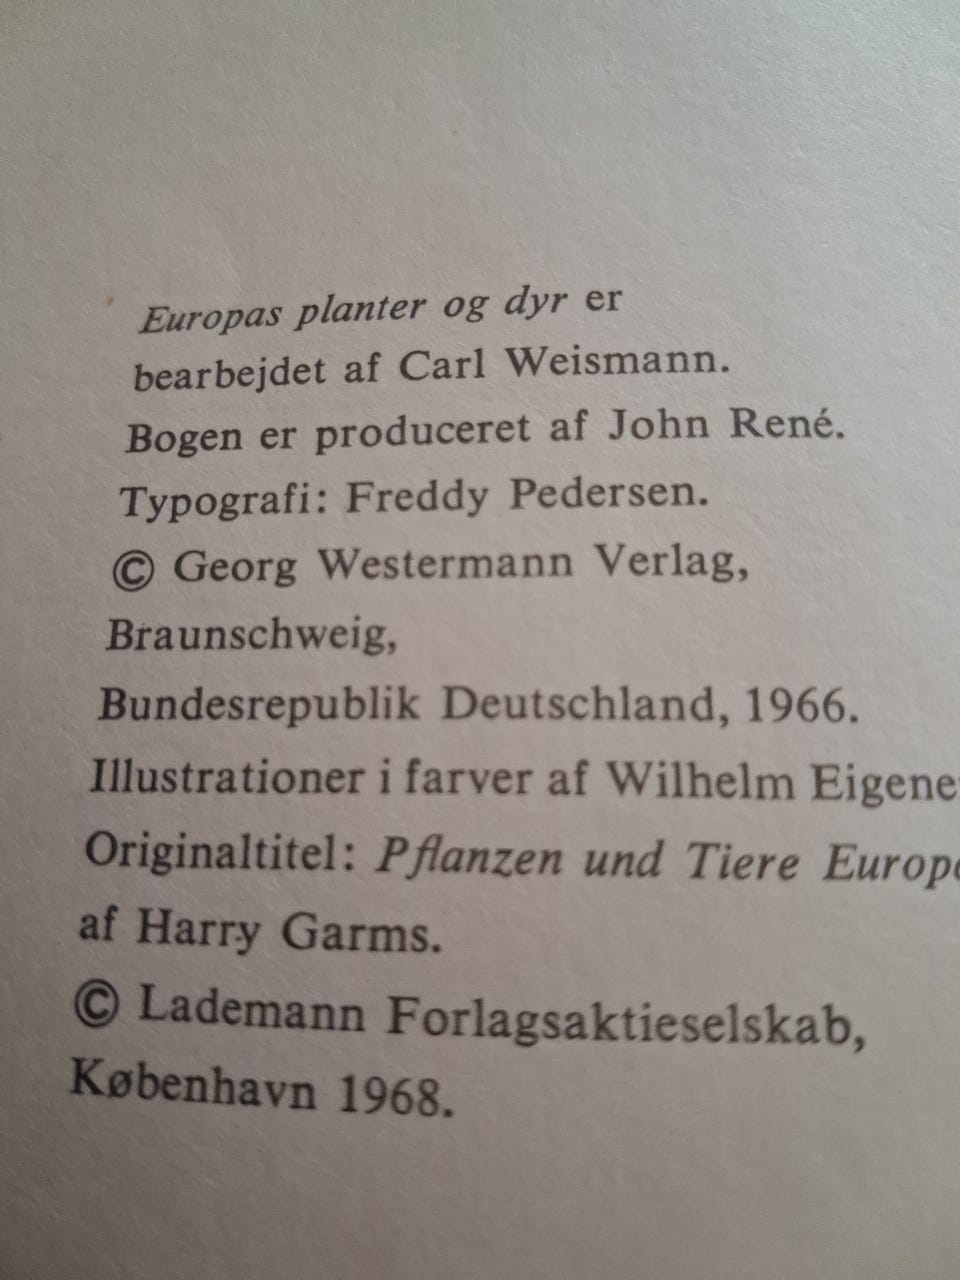 Europas planter og dyr er
bearbejdet af Carl Weismann.
Bogen er produceret af John René.
Typografi: Freddy Pedersen.
© Georg Westermann Verlag,
Braunschweig,
Bundesrepublik Deutschland, 1966.
Illustrationer i farver af Wilhelm Eigene
Originaltitel: Pflanzen und Tiere Europ
af Harry Garms.
© Lademann Forlagsaktieselskab,
København 1968.